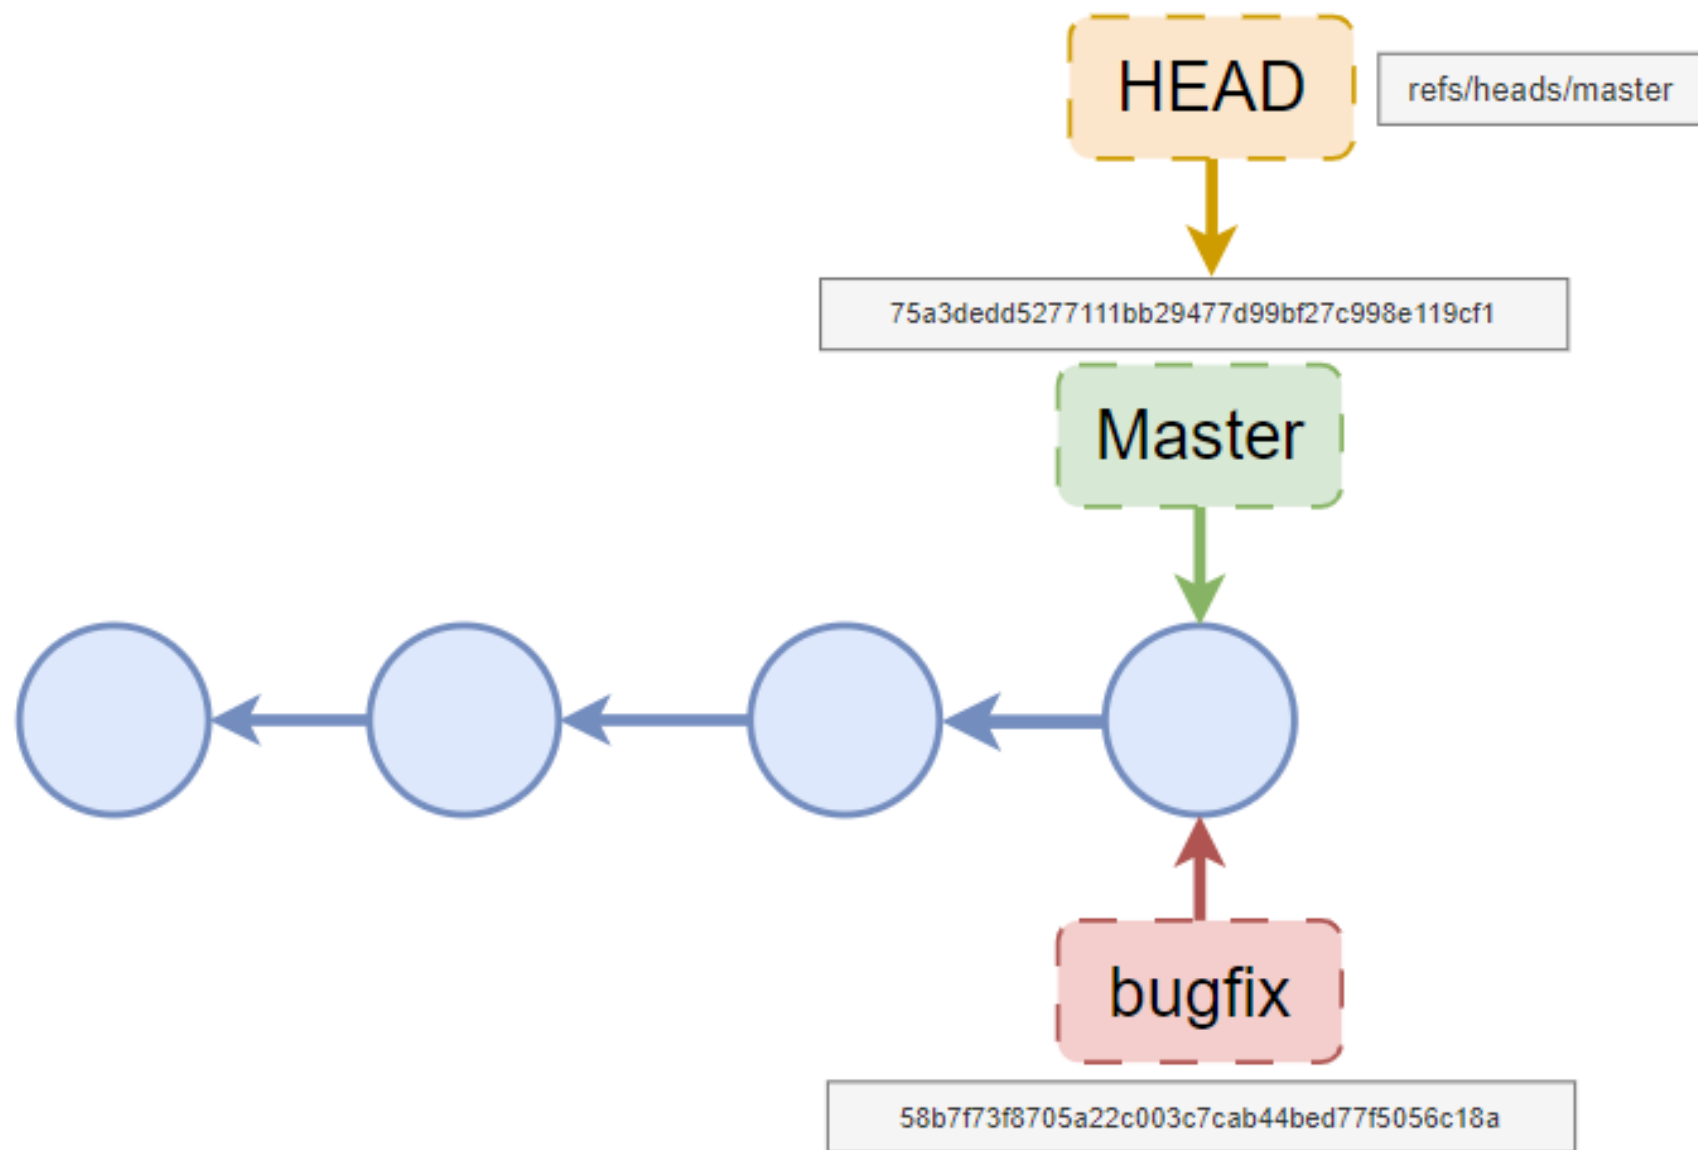 HEAD
refs/heads/master
75a3dedd5277111bb29477d99bf27c998e119cf1
Master
bugfix
58b7f73f8705a22c003c7cab44bed77f5056c18a